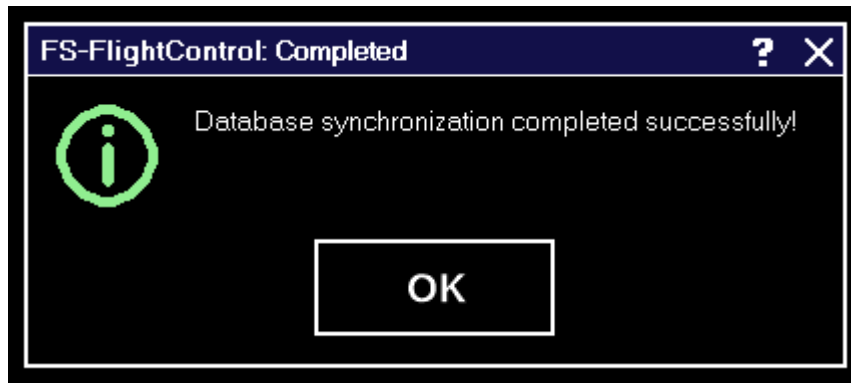 FS-FlightControl: Completed ? X
Database synchronization completed successfully!
OK